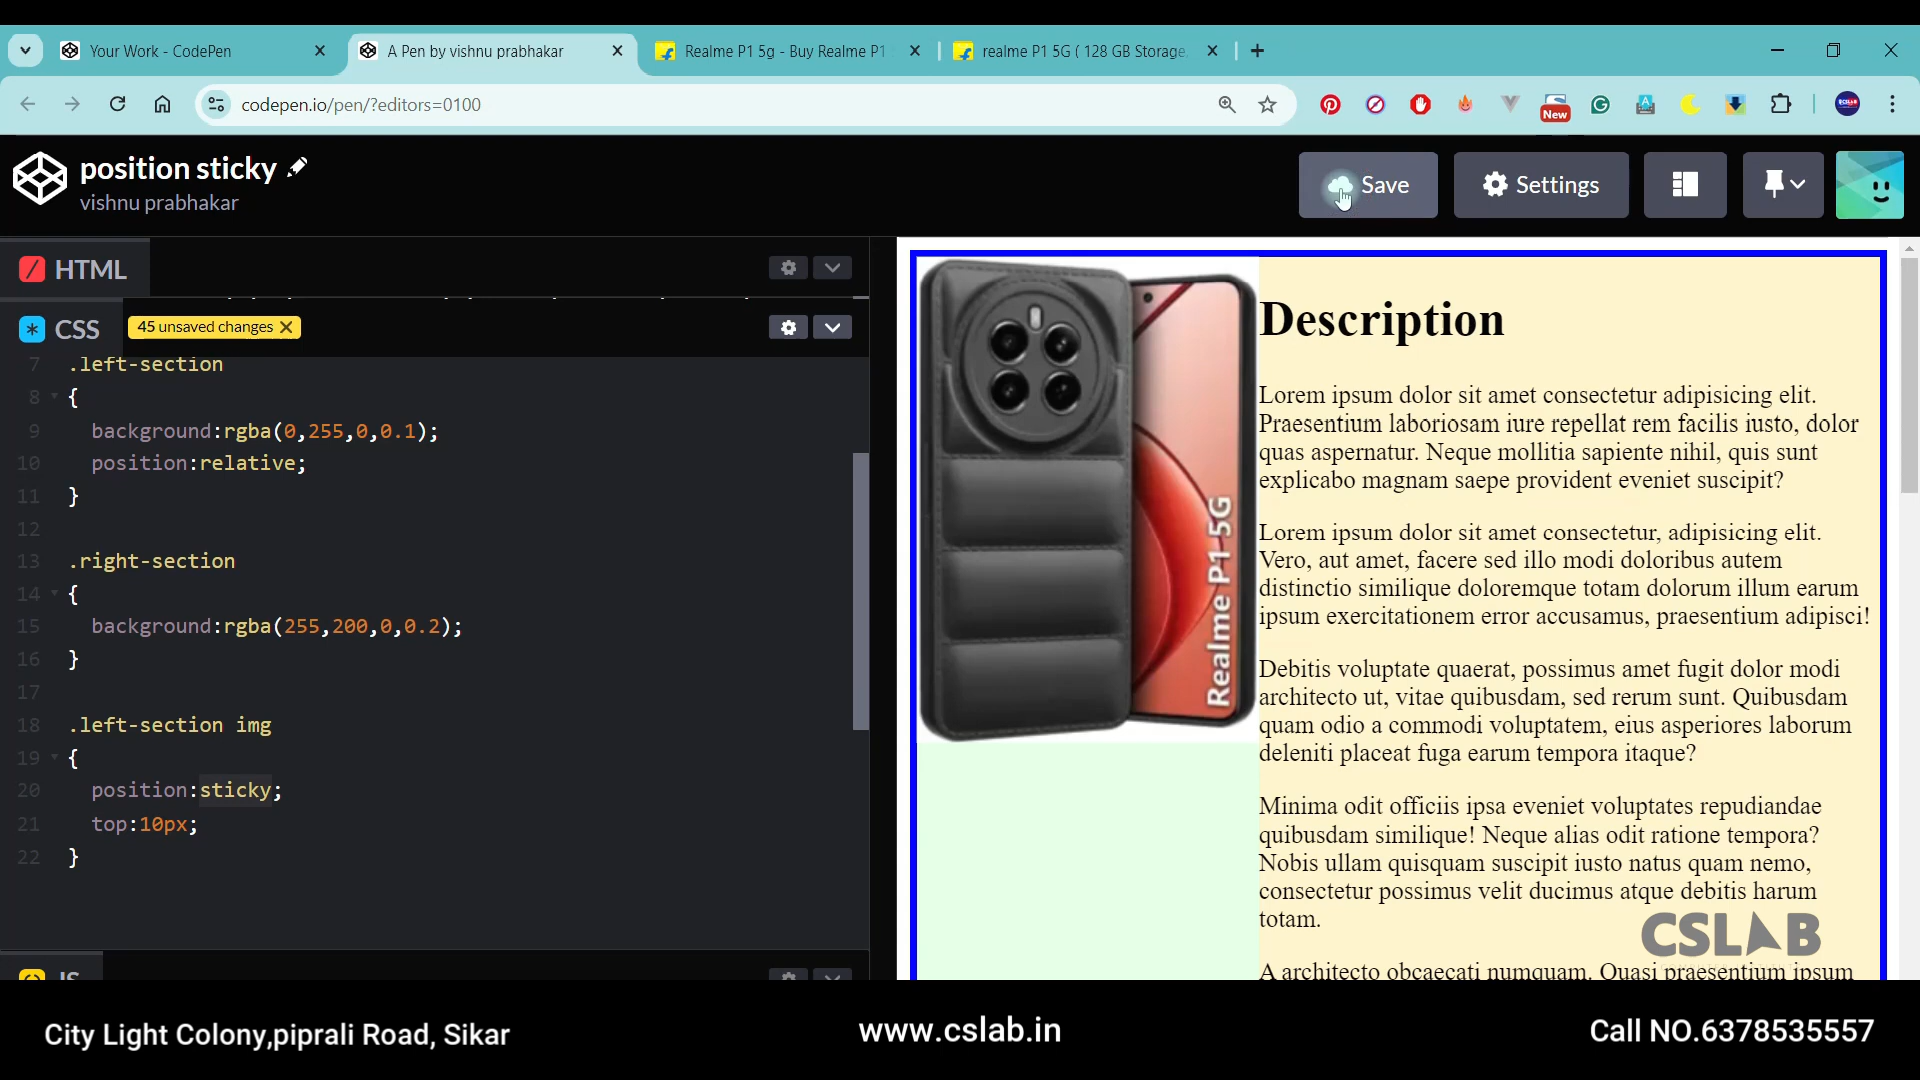 Your Work - CodePen
A Pen by vishnu prabhakar
Realme P1 5g - Buy Realme P1
realme P1 5G ( 128 GB Storage,
codepen.io/pen/?editors=0100
New
position sticky
vishnu prabhakar
Save
Settings
HTML
CSS
45 unsaved changes
7 .left-section
8 {
9 background:rgba(0,255,0,0.1);
10 position:relative;
11 }
12
13 .right-section
14 {
15 background:rgba(255,200,0,0.2);
16 }
17
18 .left-section img
19 {
20 position:sticky;
21 top:10px;
22 }
JS
Realme P1 5G
Description
Lorem ipsum dolor sit amet consectetur adipisicing elit.
Praesentium laboriosam iure repellat rem facilis iusto, dolor
quas aspernatur. Neque mollitia sapiente nihil, quis sunt
explicabo magnam saepe provident eveniet suscipit?
Lorem ipsum dolor sit amet consectetur, adipisicing elit.
Vero, aut amet, facere sed illo modi doloribus autem
distinctio similique doloremque totam dolorum illum earum
ipsum exercitationem error accusamus, praesentium adipisci!
Debitis voluptate quaerat, possimus amet fugit dolor modi
architecto ut, vitae quibusdam, sed rerum sunt. Quibusdam
quam odio a commodi voluptatem, eius asperiores laborum
deleniti placeat fuga earum tempora itaque?
Minima odit officiis ipsa eveniet voluptates repudiandae
quibusdam similique! Neque alias odit ratione tempora?
Nobis ullam quisquam suscipit iusto natus quam nemo,
consectetur possimus velit ducimus atque debitis harum
totam.
A architecto obcaecati numquam. Quasi praesentium ipsum
CSLAB
City Light Colony,piprali Road, Sikar
www.cslab.in
Call NO.6378535557